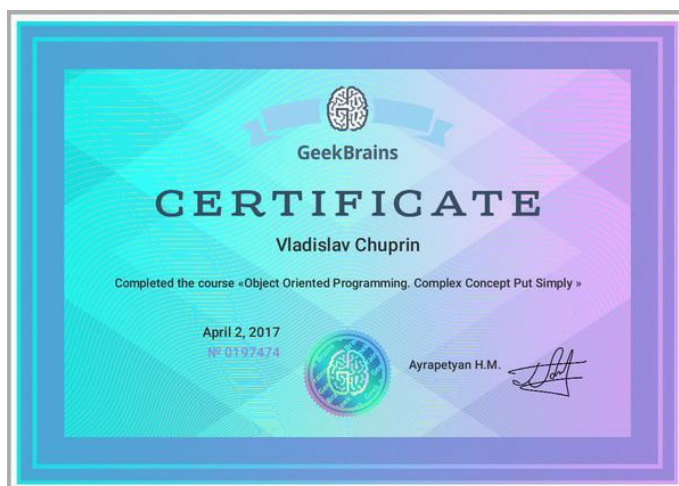 GeekBrains
CERTIFICATE
Vladislav Chuprin
Completed the course «Object Oriented Programming. Complex Concept Put Simply »
April 2, 2017
№ 0197474
Ayrapetyan H.M.